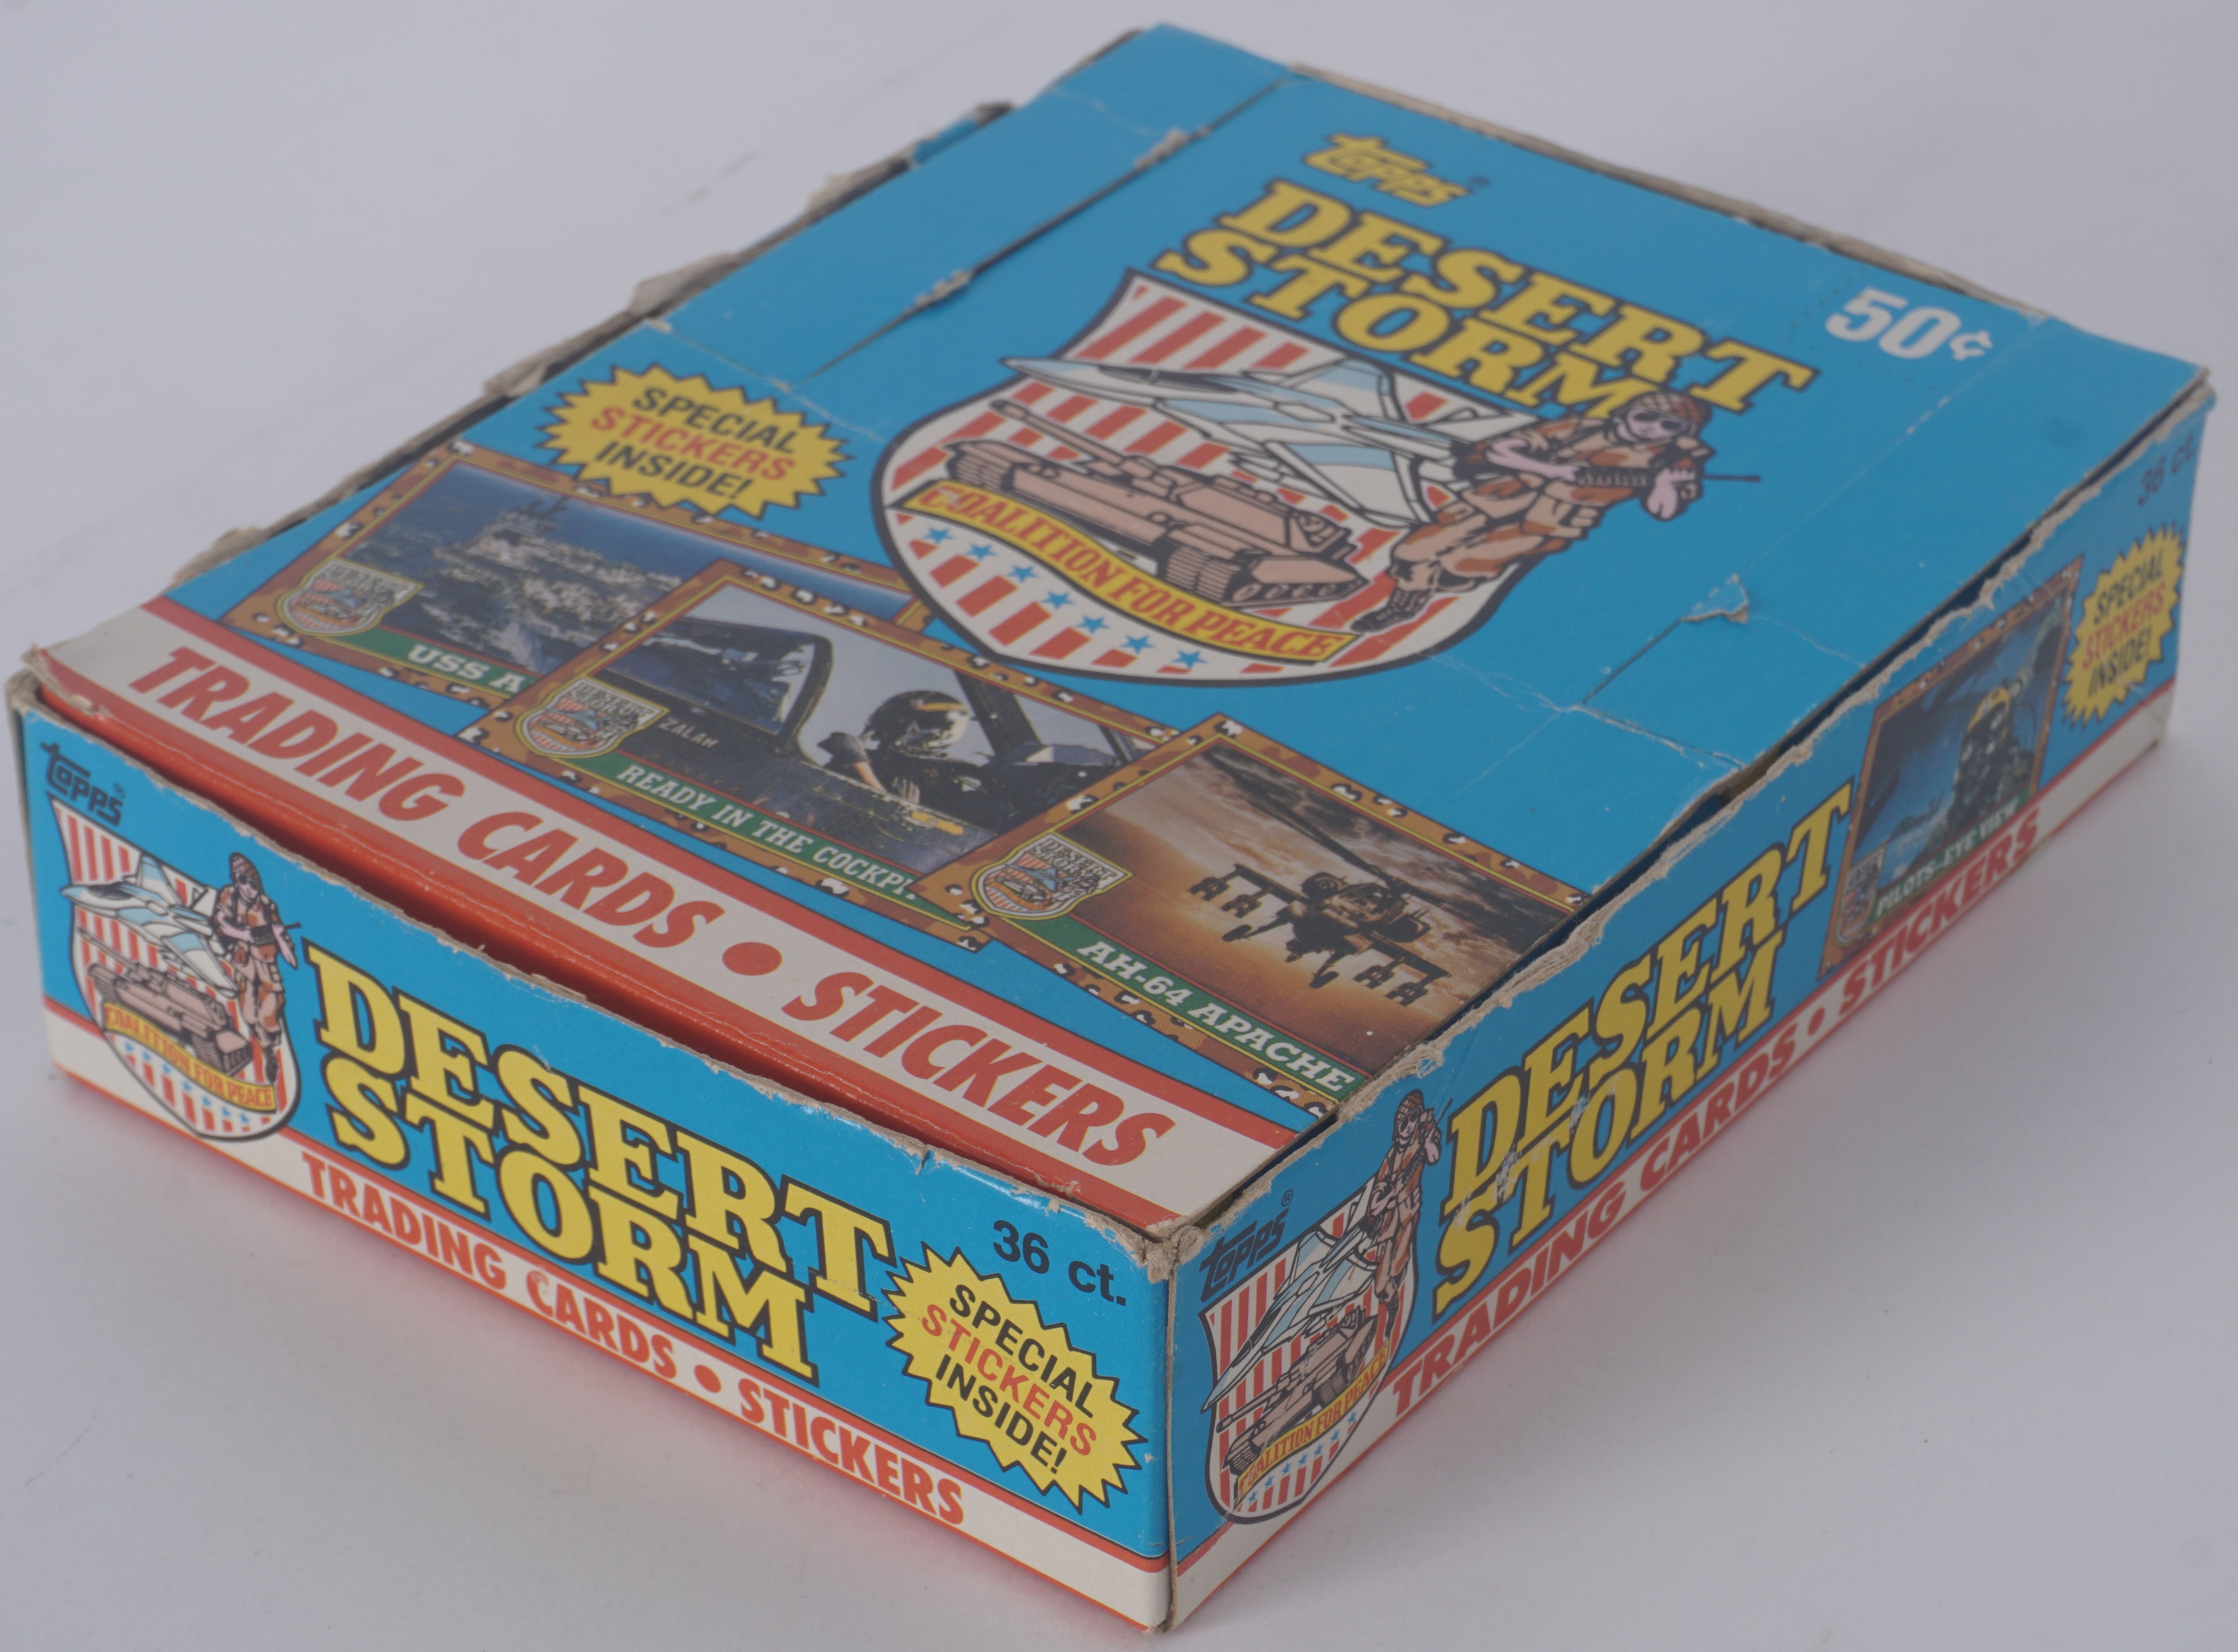 topps®
DESERT
STORM
50¢
COALITION FOR PEACE
SPECIAL
STICKERS
INSIDE!
USS A
READY IN THE COCKPI
DESERT
STORM
AH-64 APACHE
TRADING CARDS • STICKERS
topps®
COALITION FOR PEACE
DESERT
STORM
36 ct.
SPECIAL
STICKERS
INSIDE!
TRADING CARDS • STICKERS
topps®
COALITION FOR PEACE
DESERT
STORM
PILOTS-EYE VIEW
36 ct.
SPECIAL
STICKERS
INSIDE!
TRADING CARDS • STICKERS